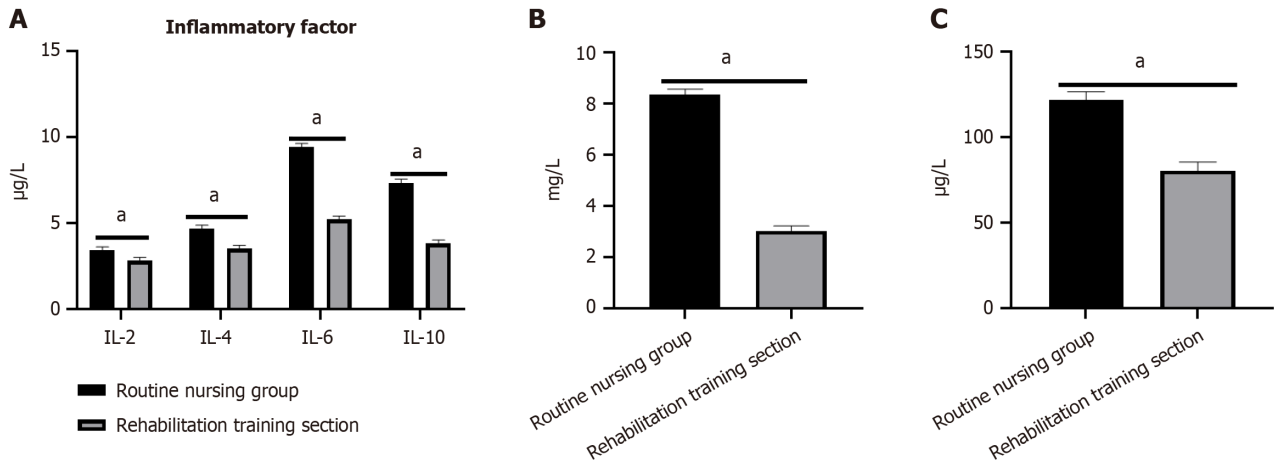 A
Inflammatory factor
15
10
5
0
µg/L
a
a
a
a
IL-2
IL-4
IL-6
IL-10
Routine nursing group
Rehabilitation training section
B
10
8
6
4
2
0
mg/L
a
Routine nursing group
Rehabilitation training section
C
150
100
50
0
µg/L
a
Routine nursing group
Rehabilitation training section